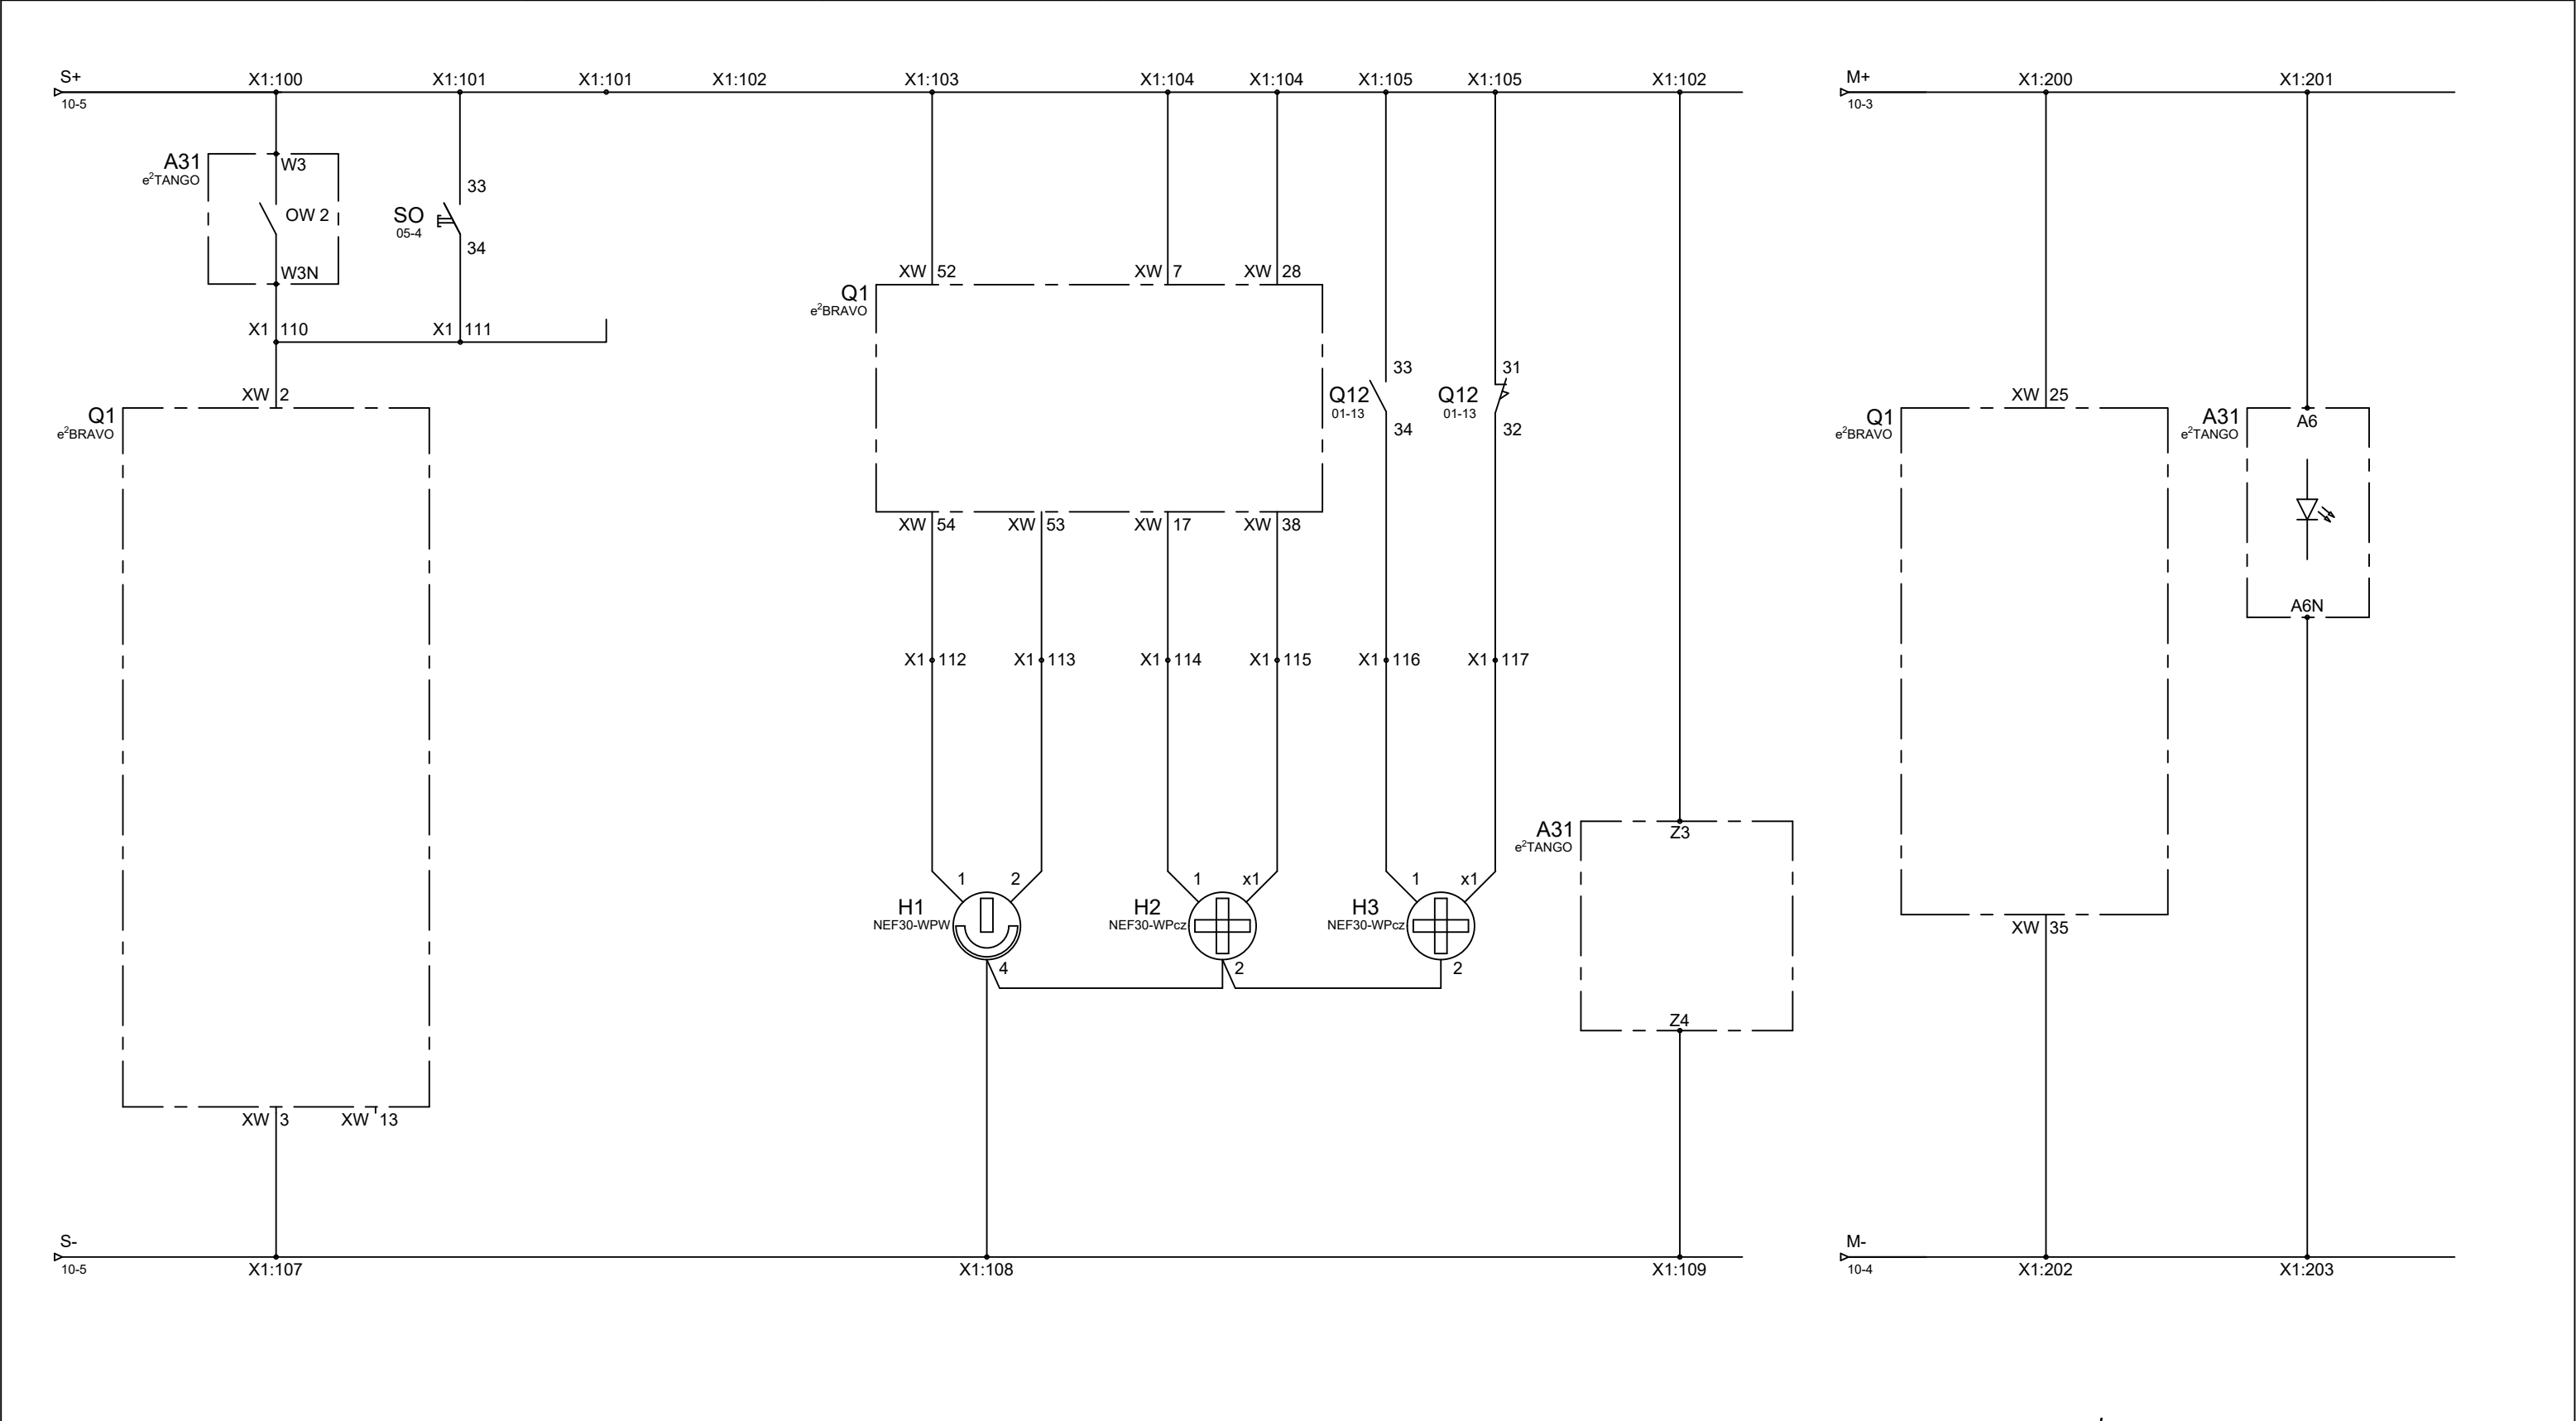 S+ X1:100 X1:101 X1:101 X1:102 X1:103 X1:104 X1:104 X1:105 X1:105 X1:102 M+ X1:200 X1:201
10-5 10-3
A31 W3
e²TANGO
33
SO OW 2
05-4
34
W3N
XW 52 XW 7 XW 28
Q1
e²BRAVO
X1 110 X1 111
33 31
Q12 Q12
01-13 01-13
34 32
XW 2 XW 25
Q1 Q1 A31 A6
e²BRAVO e²BRAVO e²TANGO
XW 54 XW 53 XW 17 XW 38
A6N
X1 112 X1 113 X1 114 X1 115 X1 116 X1 117
A31 Z3
e²TANGO
1 2 1 x1 1 x1
H1 H2 H3
NEF30-WPW NEF30-WPcz NEF30-WPcz
XW 35
4 2 2
Z4
XW 3 XW 13
S- M-
10-5 X1:107 X1:108 X1:109 10-4 X1:202 X1:203